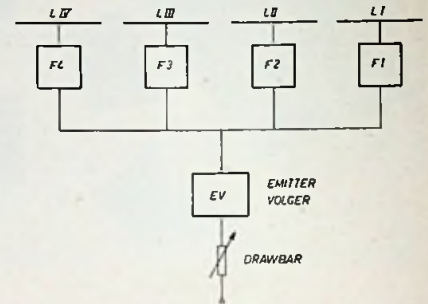 L IV L III L II L I
F4 F3 F2 F1
EV EMITTER
VOLGER
DRAWBAR